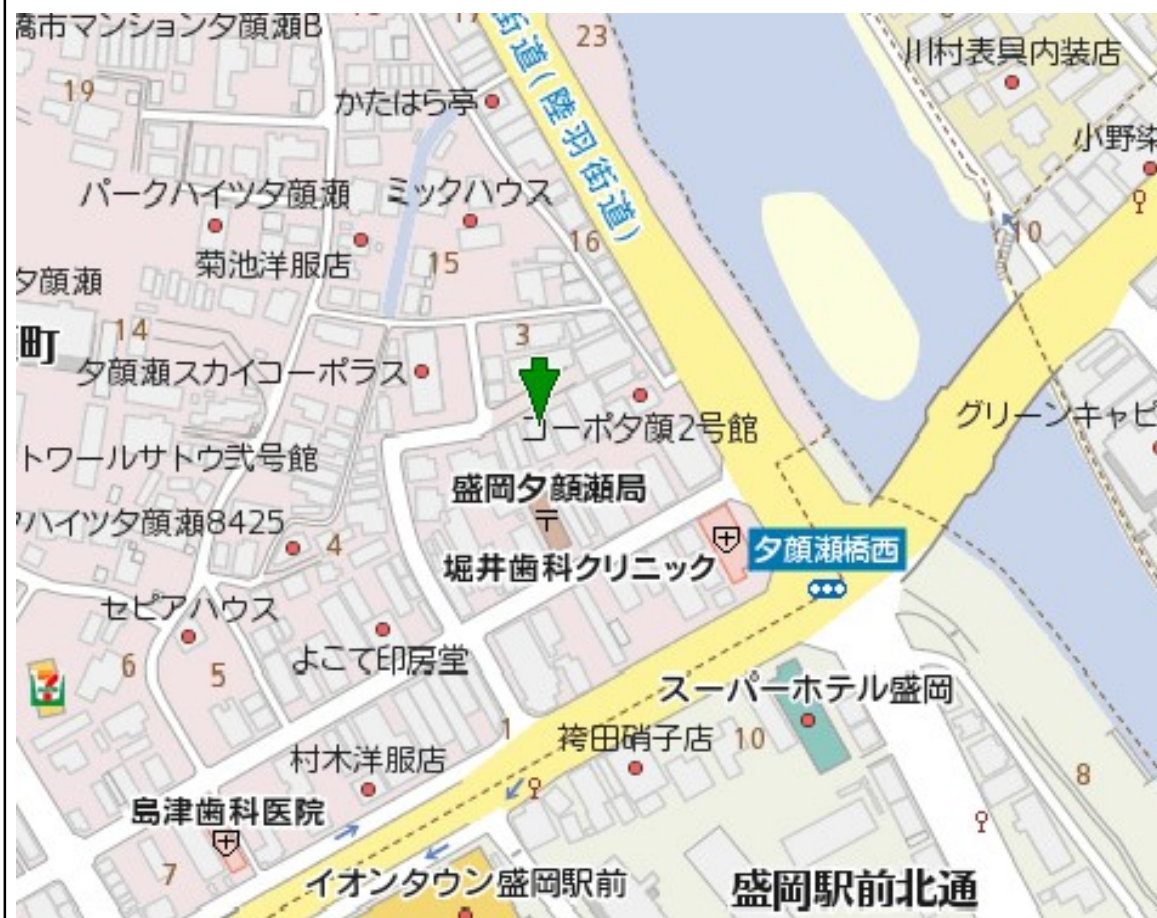 橋市マンション夕顔瀬B
17
23
街道(陸羽街道)
川村表具内装店
19
かたはら亭
小野染
パークハイツ夕顔瀬
ミックハウス
16
10
菊池洋服店
15
夕顔瀬
町
14
3
夕顔瀬スカイコーポラス
コーポ夕顔2号館
グリーンキャピ
トワールサトウ弐号館
盛岡夕顔瀬局
〒
ハイツ夕顔瀬8425
4
堀井歯科クリニック
夕顔瀬橋西
セピアハウス
6
5
よこて印房堂
7
スーパーホテル盛岡
1
袴田硝子店
10
村木洋服店
8
島津歯科医院
7
イオンタウン盛岡駅前
盛岡駅前北通